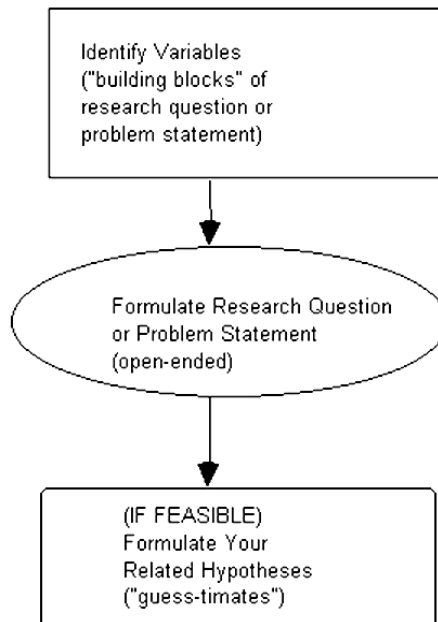 Identify Variables
("building blocks" of
research question or
problem statement)
Formulate Research Question
or Problem Statement
(open-ended)
(IF FEASIBLE)
Formulate Your
Related Hypotheses
("guess-timates")